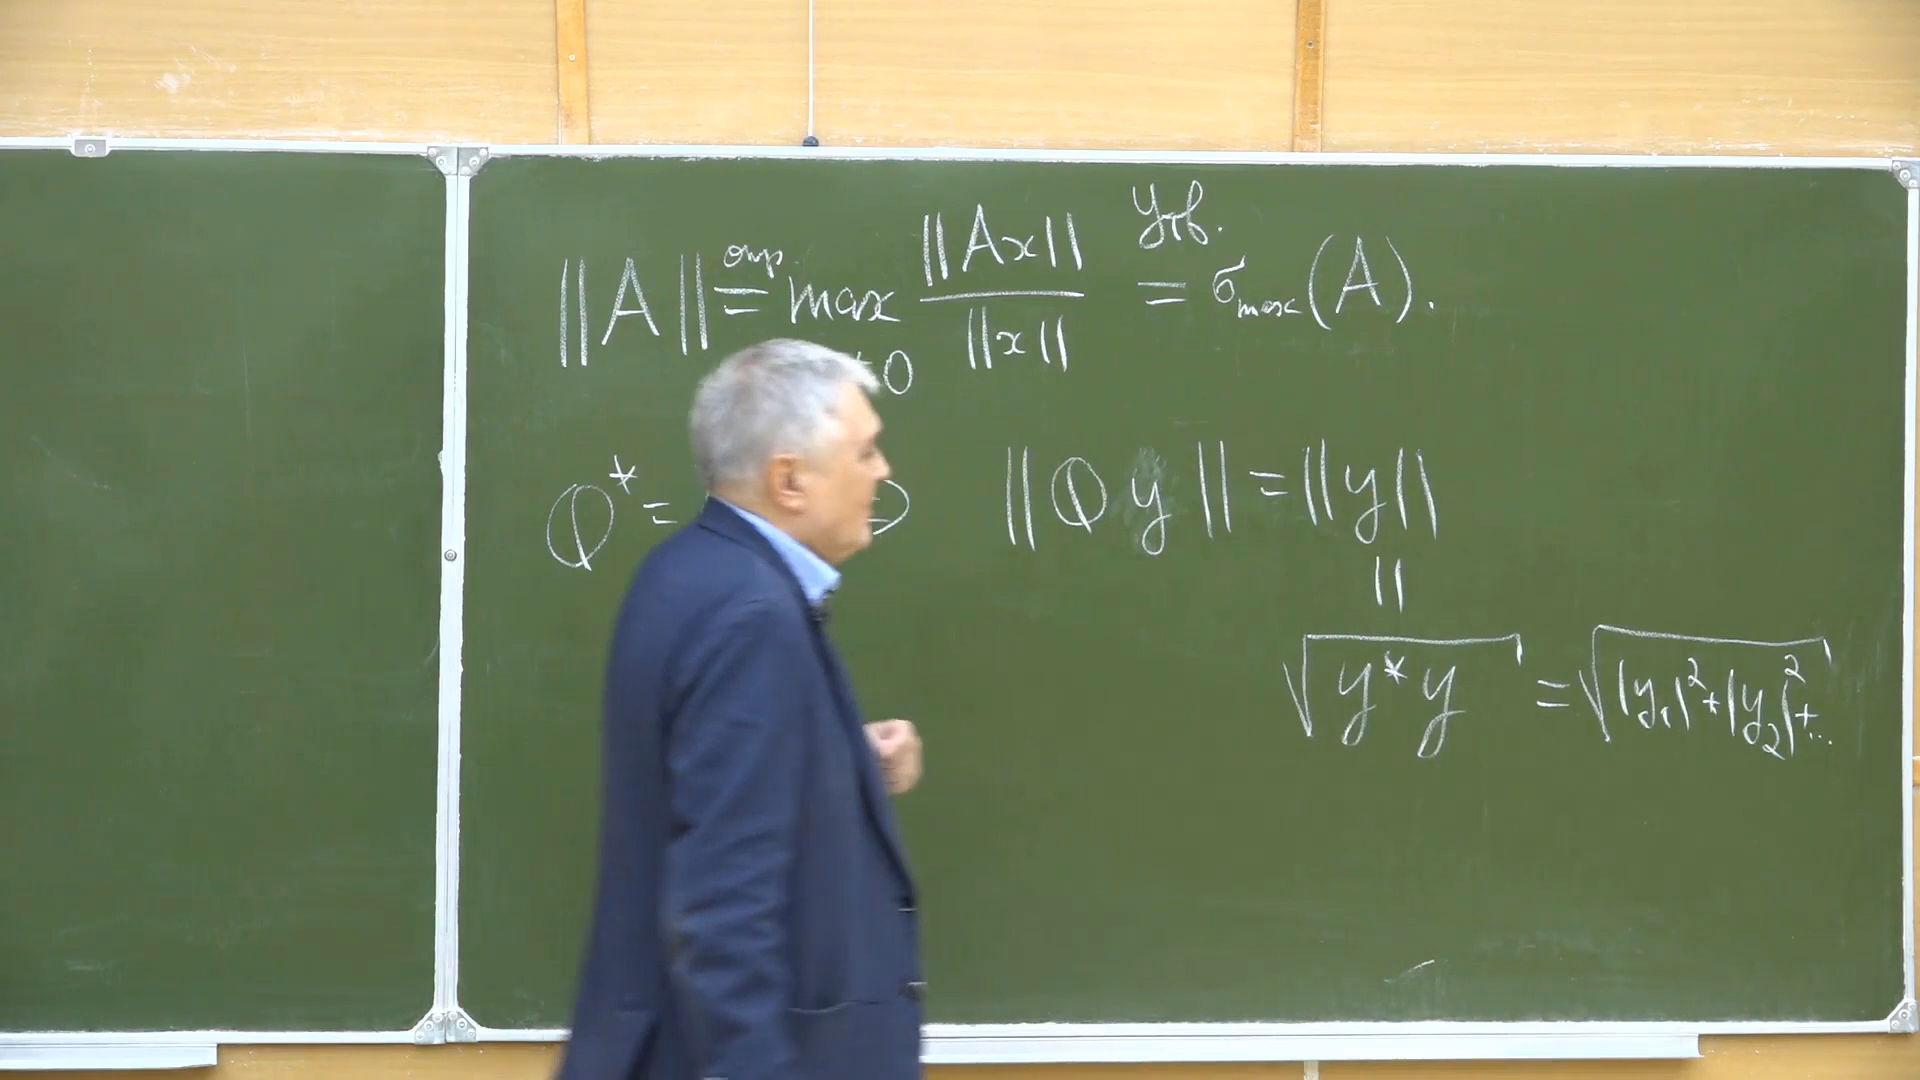 ||A|| опр. = max ||Ax|| / ||x|| Утв. = σmax(A).
≠0
Q* =
||Qy|| = ||y||
||
√(y*y) = √(|y₁|² + |y₂|² + ...